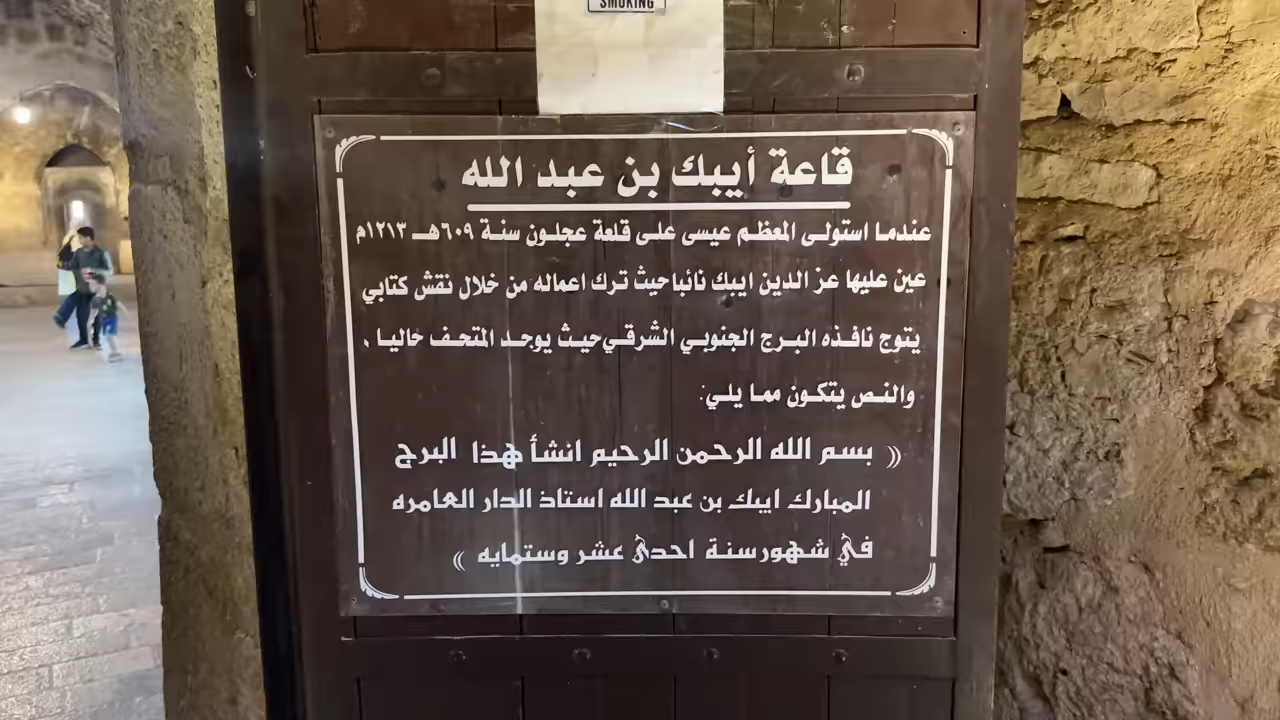 SMOKING
قاعة أيبك بن عبد الله
عندما استولى المعظم عيسى على قلعة عجلون سنة ٦٠٩هـ ١٢١٣م
عين عليها عز الدين ايبك نائبا حيث ترك اعماله من خلال نقش كتابي
يتوج نافذه البرج الجنوبي الشرقي حيث يوجد المتحف حاليا .
والنص يتكون مما يلي:
(( بسم الله الرحمن الرحيم انشأ هذا البرج
المبارك ايبك بن عبد الله استاذ الدار العامره
في شهور سنة احدى عشر وستمايه ))